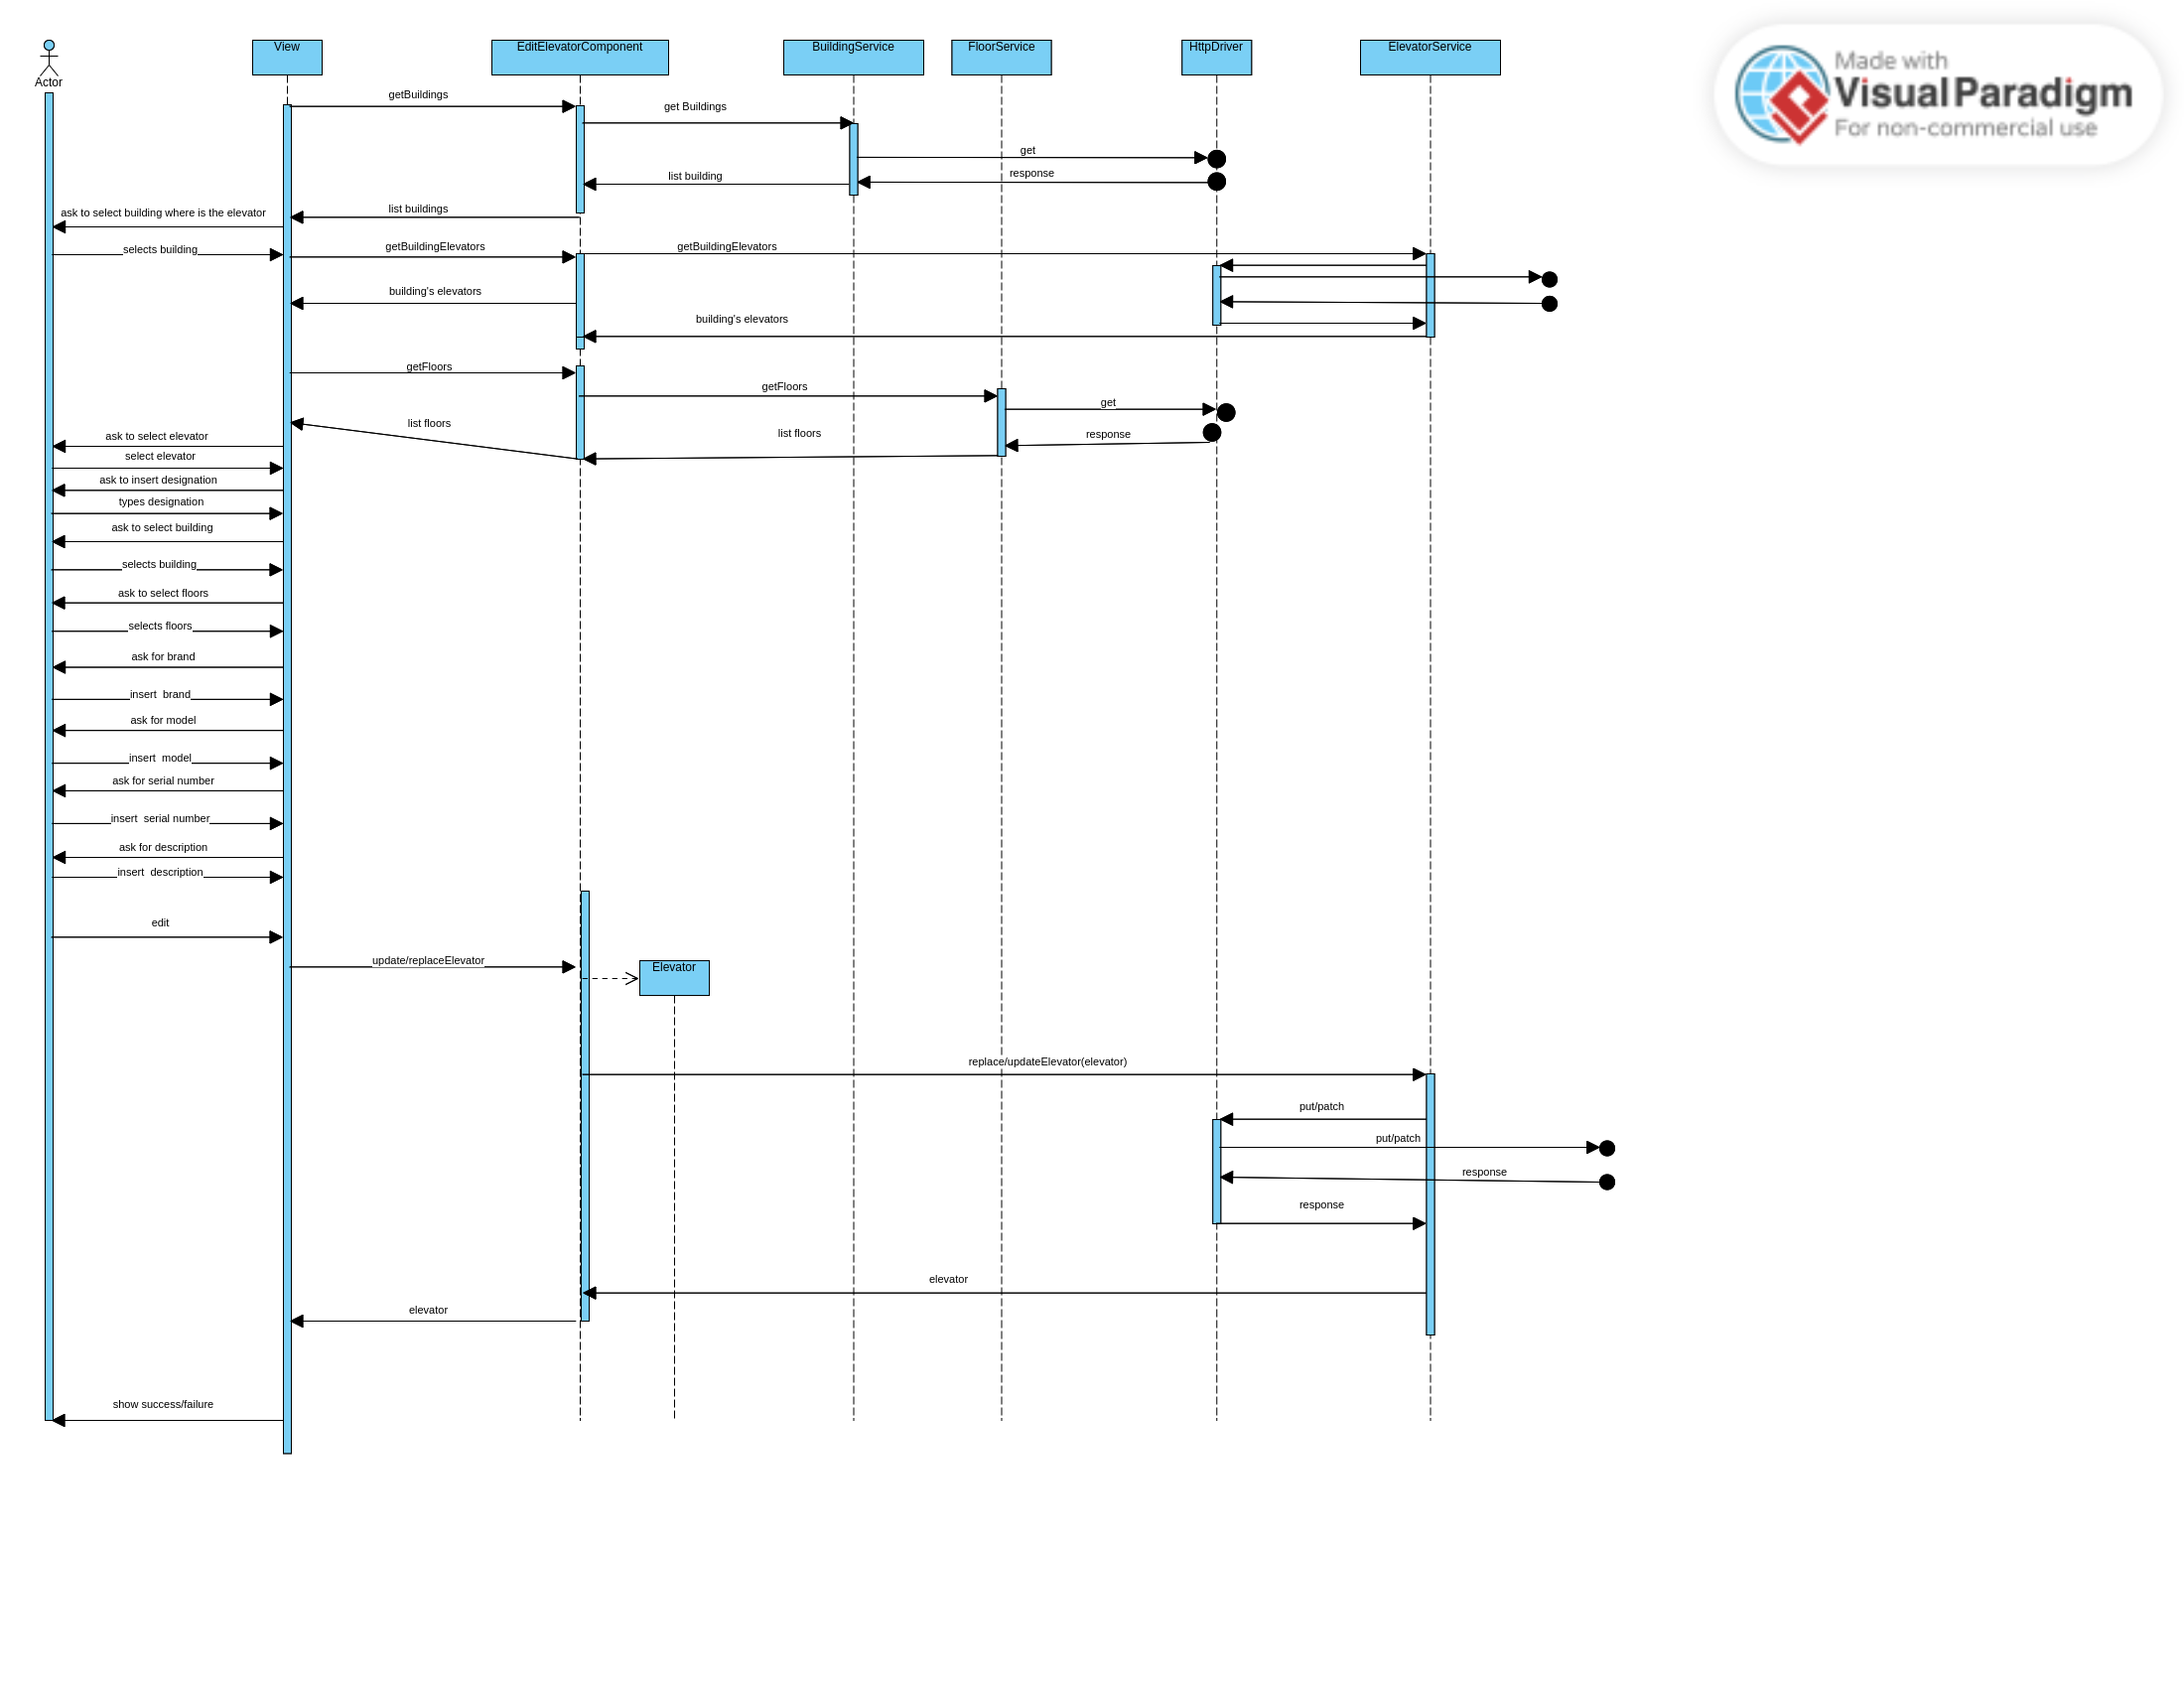 Made with
Visual Paradigm
For non-commercial use
View
EditElevatorComponent
BuildingService
FloorService
HttpDriver
ElevatorService
Actor
getBuildings
get Buildings
get
response
list building
list buildings
ask to select building where is the elevator
selects building
getBuildingElevators
getBuildingElevators
building's elevators
building's elevators
getFloors
getFloors
get
list floors
list floors
response
ask to select elevator
select elevator
ask to insert designation
types designation
ask to select building
selects building
ask to select floors
selects floors
ask for brand
insert  brand
ask for model
insert  model
ask for serial number
insert  serial number
ask for description
insert  description
edit
update/replaceElevator
Elevator
replace/updateElevator(elevator)
put/patch
put/patch
response
response
elevator
elevator
show success/failure